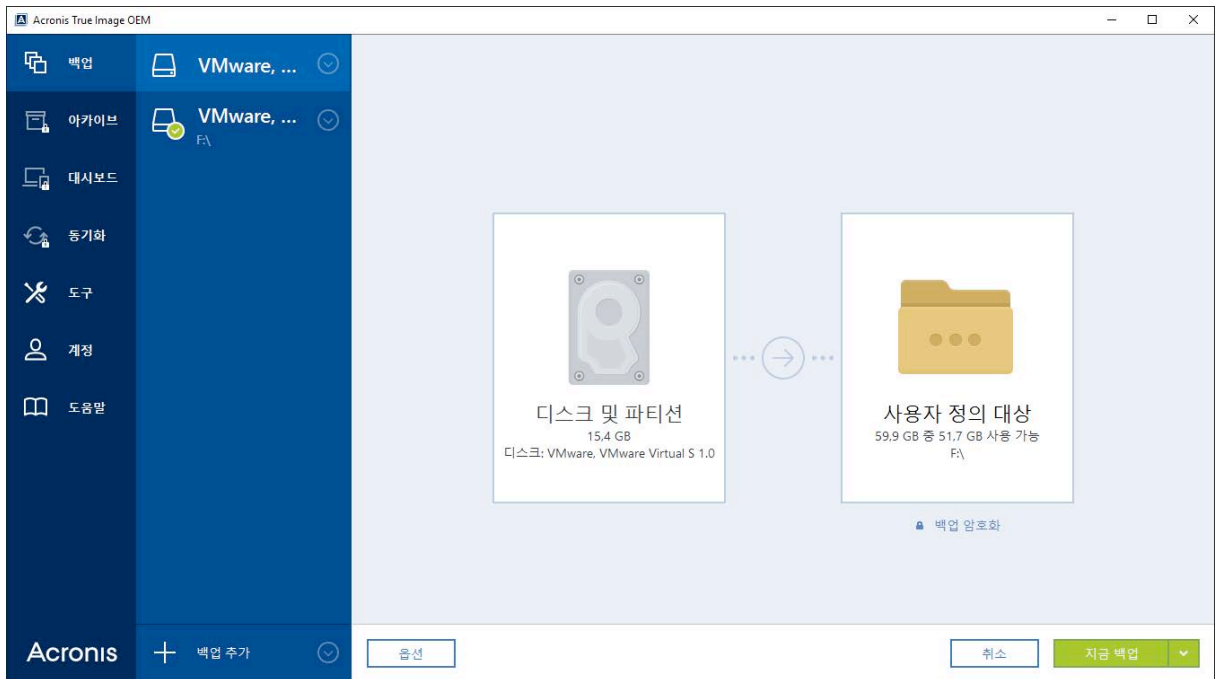 Acronis True Image OEM
백업
아카이브
대시보드
동기화
도구
계정
도움말
Acronis
VMware, ...
VMware, ...
F:\
백업 추가
디스크 및 파티션
15,4 GB
디스크: VMware, VMware Virtual S 1.0
사용자 정의 대상
59,9 GB 중 51,7 GB 사용 가능
F:\
백업 암호화
옵션
취소
지금 백업